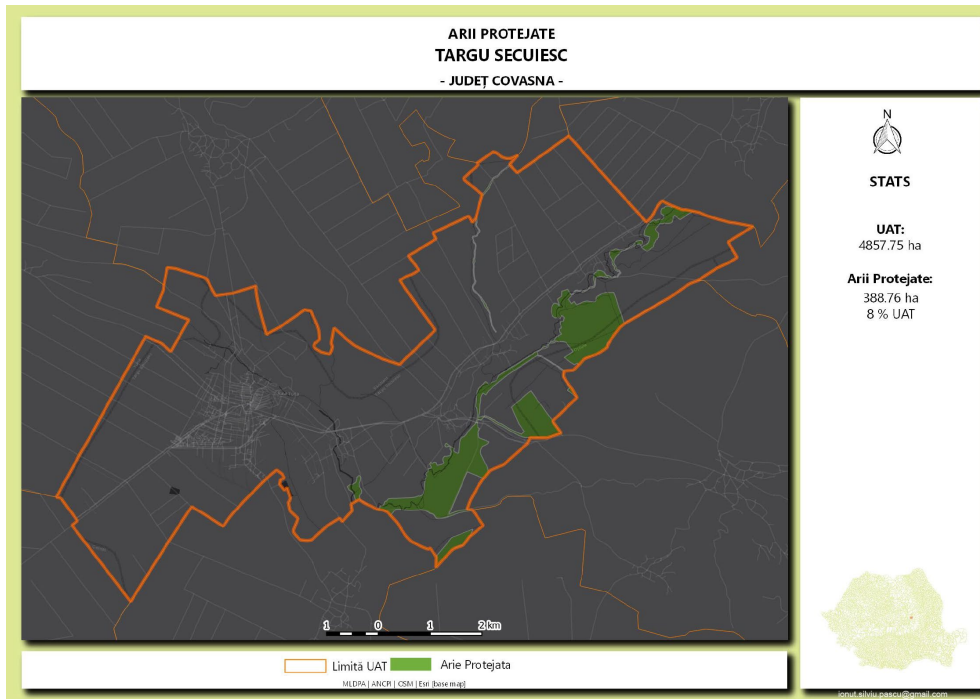 ARII PROTEJATE
TARGU SECUIESC
- JUDEȚ COVASNA -
N
STATS
UAT:
4857.75 ha
Arii Protejate:
388.76 ha
8 % UAT
1 0 1 2 km
Limită UAT Arie Protejata
MLDPA | ANCPI | OSM | Esri [base map]
ionut.silviu.pascu@gmail.com